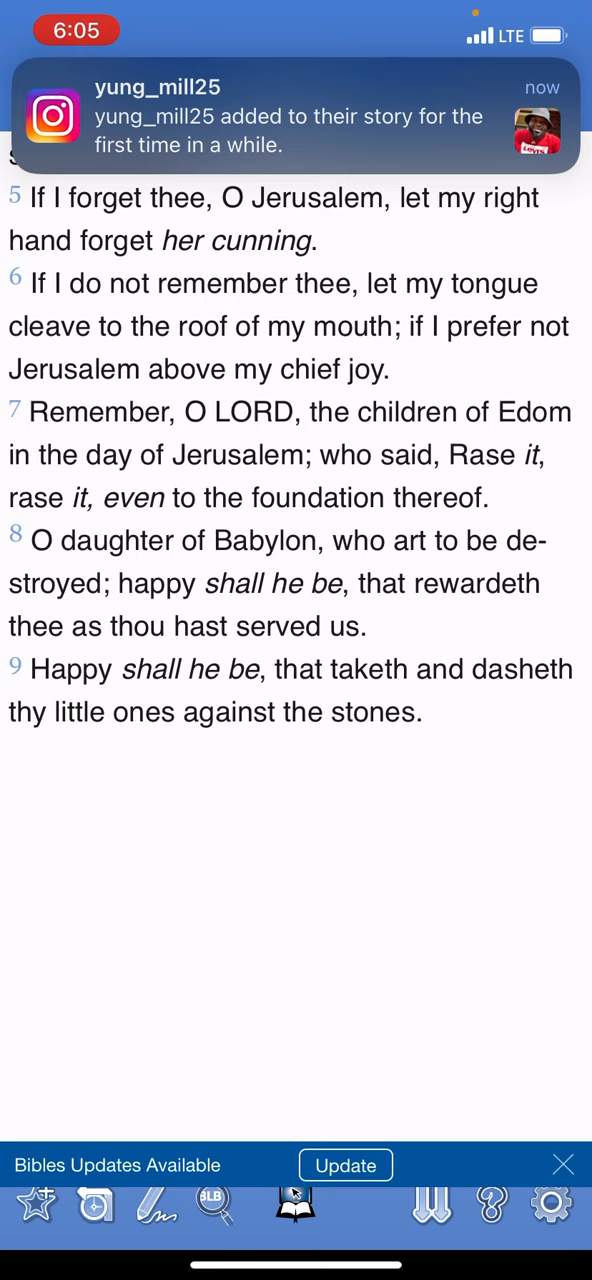 6:05
LTE
yung_mill25
now
yung_mill25 added to their story for the
first time in a while.
Levi's
5 If I forget thee, O Jerusalem, let my right
hand forget her cunning.
6 If I do not remember thee, let my tongue
cleave to the roof of my mouth; if I prefer not
Jerusalem above my chief joy.
7 Remember, O LORD, the children of Edom
in the day of Jerusalem; who said, Rase it,
rase it, even to the foundation thereof.
8 O daughter of Babylon, who art to be de-
stroyed; happy shall he be, that rewardeth
thee as thou hast served us.
9 Happy shall he be, that taketh and dasheth
thy little ones against the stones.
Bibles Updates Available
Update
BLB